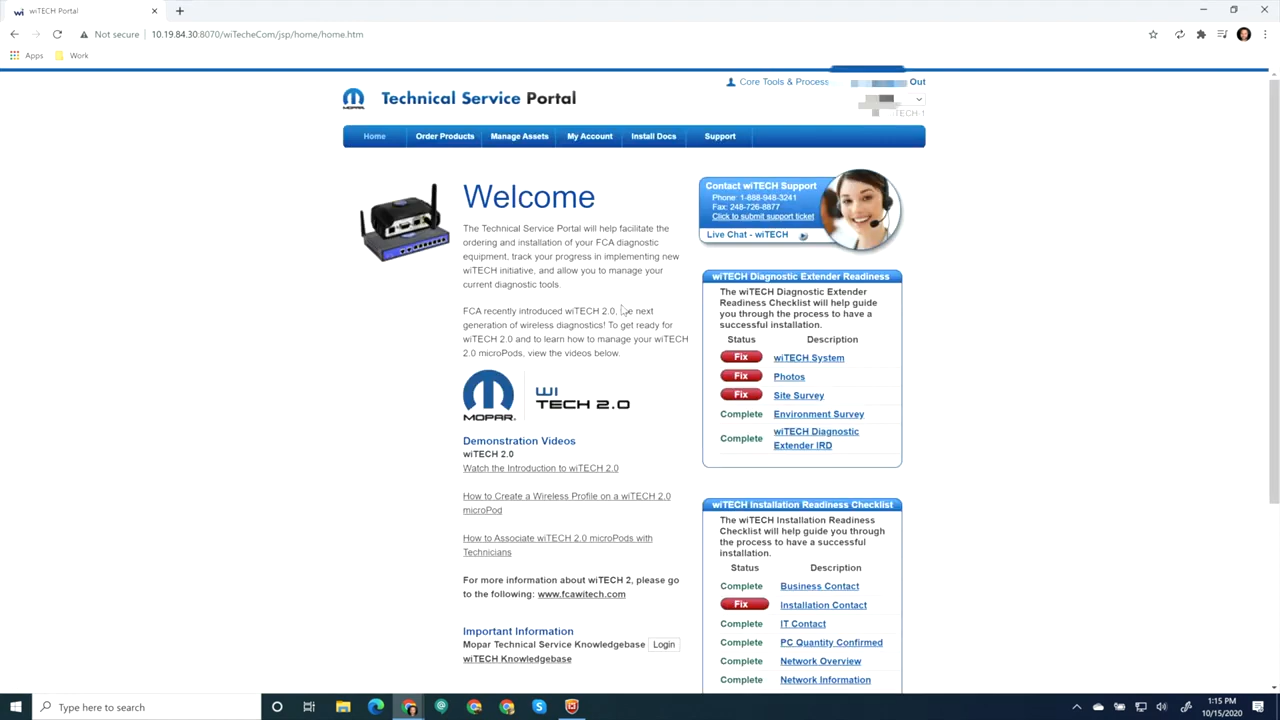 wiTECH Portal
Not secure
10.19.84.30:8070/wiTecheCom/jsp/home/home.htm
Apps
Work
Core Tools & Process
Out
MOPAR
Technical Service Portal
TECH-1
Home
Order Products
Manage Assets
My Account
Install Docs
Support
Welcome
The Technical Service Portal will help facilitate the
ordering and installation of your FCA diagnostic
equipment, track your progress in implementing new
wiTECH initiative, and allow you to manage your
current diagnostic tools.
FCA recently introduced wiTECH 2.0, the next
generation of wireless diagnostics! To get ready for
wiTECH 2.0 and to learn how to manage your wiTECH
2.0 microPods, view the videos below.
MOPAR
WI
TECH 2.0
Demonstration Videos
wiTECH 2.0
Watch the Introduction to wiTECH 2.0
How to Create a Wireless Profile on a wiTECH 2.0
microPod
How to Associate wiTECH 2.0 microPods with
Technicians
For more information about wiTECH 2, please go
to the following: www.fcawitech.com
Important Information
Mopar Technical Service Knowledgebase Login
wiTECH Knowledgebase
Contact wiTECH Support
Phone: 1-888-948-3241
Fax: 248-726-8877
Click to submit support ticket
Live Chat - wiTECH
wiTECH Diagnostic Extender Readiness
The wiTECH Diagnostic Extender
Readiness Checklist will help guide
you through the process to have a
successful installation.
Status Description
Fix wiTECH System
Fix Photos
Fix Site Survey
Complete Environment Survey
Complete wiTECH Diagnostic
Extender IRD
wiTECH Installation Readiness Checklist
The wiTECH Installation Readiness
Checklist will help guide you through
the process to have a successful
installation.
Status Description
Complete Business Contact
Fix Installation Contact
Complete IT Contact
Complete PC Quantity Confirmed
Complete Network Overview
Complete Network Information
Type here to search
1:15 PM
10/15/2020